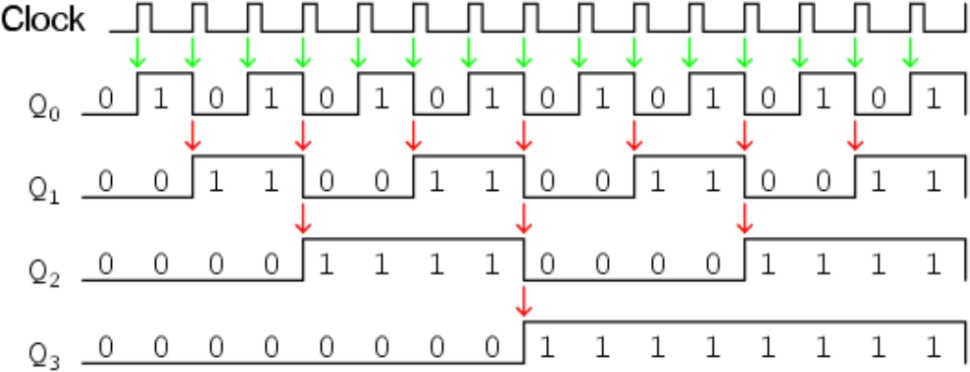 Clock
Q0 0 1 0 1 0 1 0 1 0 1 0 1 0 1 0 1
Q1 0 0 1 1 0 0 1 1 0 0 1 1 0 0 1 1
Q2 0 0 0 0 1 1 1 1 0 0 0 0 1 1 1 1
Q3 0 0 0 0 0 0 0 0 1 1 1 1 1 1 1 1